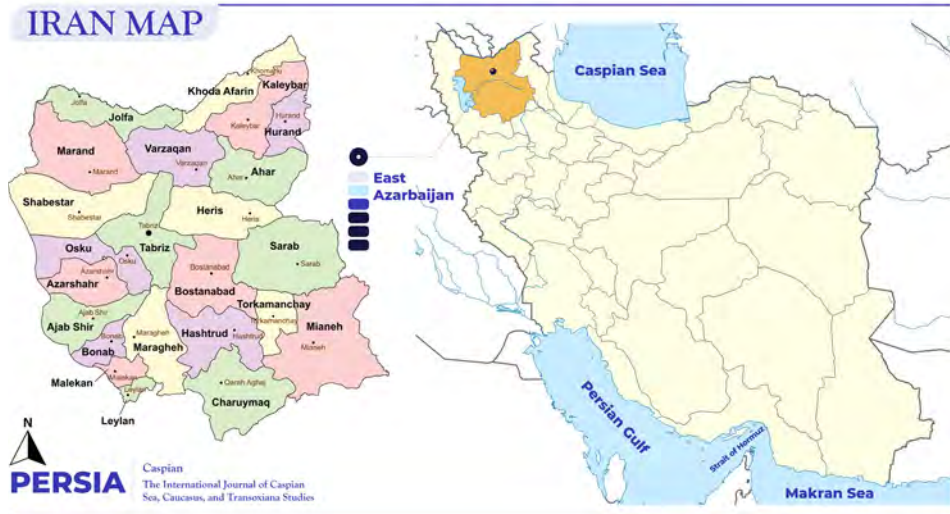 IRAN MAP
Khomarlu
Khoda Afarin
Kaleybar
Jolfa
Jolfa
Kaleybar
Hurand
Hurand
Marand
Varzaqan
Marand
Varzaqan
Ahar
Ahar
Shabestar
Shabestar
Heris
Heris
Tabriz
Osku
Tabriz
Osku
Sarab
Sarab
Azarshahr
Azarshahr
Bostanabad
Bostanabad
Torkamanchay
Torkamanchay
Ajab Shir
Ajab Shir
Hashtrud
Hashtrud
Mianeh
Mianeh
Bonab
Bonab
Maragheh
Maragheh
Malekan
Malekan
Leylan
Leylan
Qarah Aghaj
Charuymaq
East
Azarbaijan
Caspian Sea
Persian Gulf
Strait of Hormuz
Makran Sea
N
PERSIA
Caspian
The International Journal of Caspian
Sea, Caucasus, and Transoxiana Studies